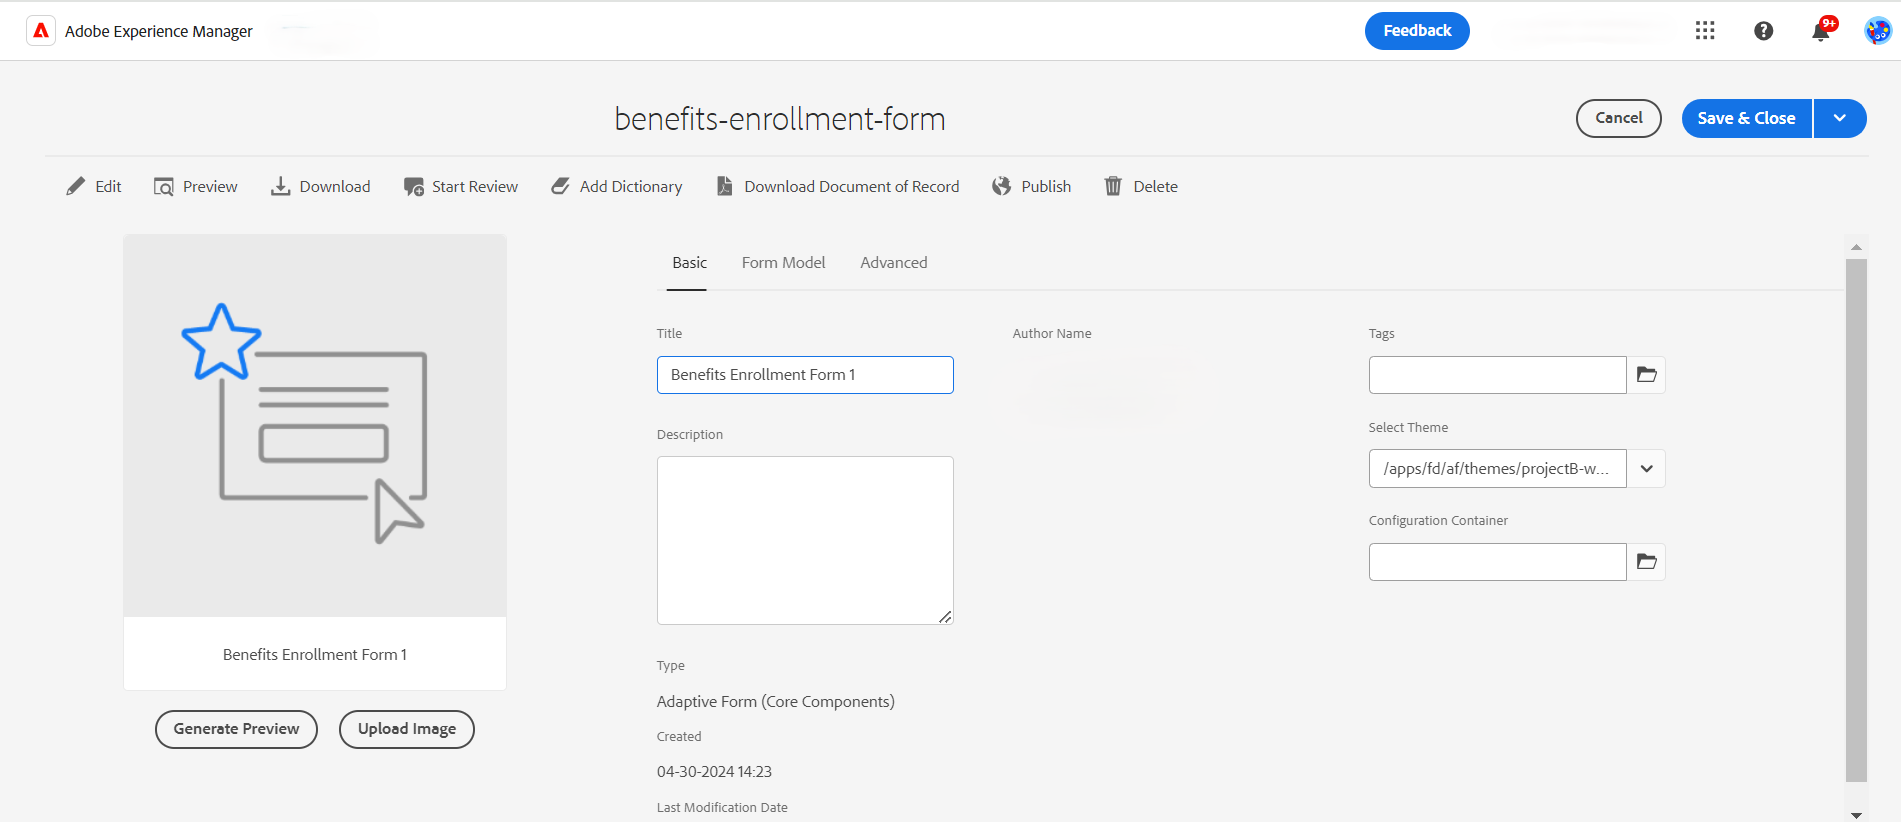 Adobe Experience Manager
Feedback
9+
benefits-enrollment-form
Cancel
Save & Close
Edit
Preview
Download
Start Review
Add Dictionary
Download Document of Record
Publish
Delete
Benefits Enrollment Form 1
Generate Preview
Upload Image
Basic
Form Model
Advanced
Title
Benefits Enrollment Form 1
Description
Type
Adaptive Form (Core Components)
Created
04-30-2024 14:23
Last Modification Date
Author Name
Tags
Select Theme
/apps/fd/af/themes/projectB-w...
Configuration Container